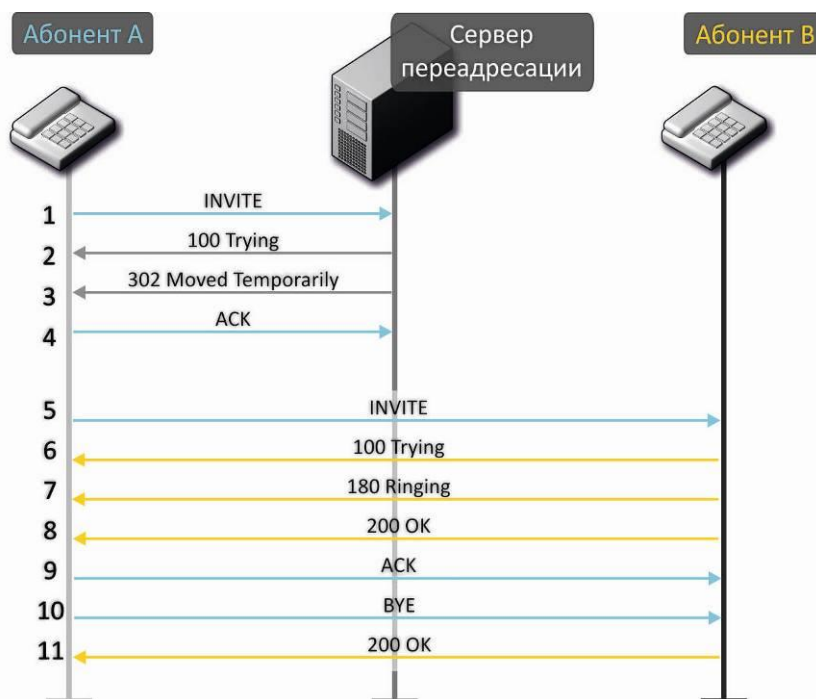 Абонент А
Сервер
переадресации
Абонент В
1 INVITE
2 100 Trying
3 302 Moved Temporarily
4 ACK
5 INVITE
6 100 Trying
7 180 Ringing
8 200 OK
9 ACK
10 BYE
11 200 OK